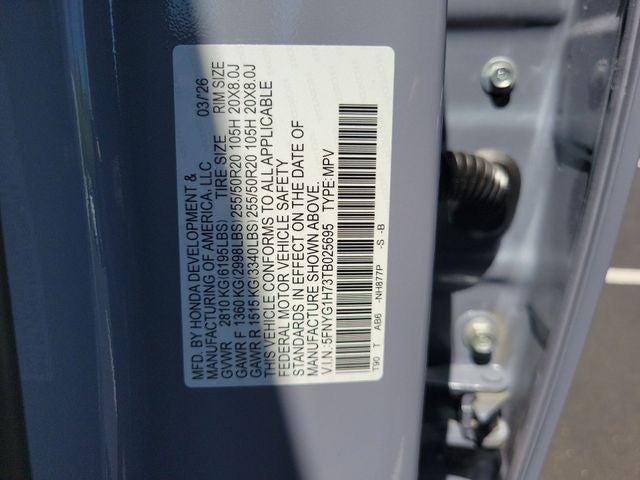 MFD. BY HONDA DEVELOPMENT & 03/'26
MANUFACTURING OF AMERICA, LLC
GVWR 2810 KG(6195LBS) TIRE SIZE RIM SIZE
GAWR F 1360 KG(2998LBS) 255/50R20 105H 20X8.0J
GAWR R 1515 KG(3340LBS) 255/50R20 105H 20X8.0J
THIS VEHICLE CONFORMS TO ALL APPLICABLE
FEDERAL MOTOR VEHICLE SAFETY
STANDARDS IN EFFECT ON THE DATE OF
MANUFACTURE SHOWN ABOVE.
V.I.N.:5FNYG1H73TB025695 TYPE:MPV
T90 T AB6 -NH877P -S -B